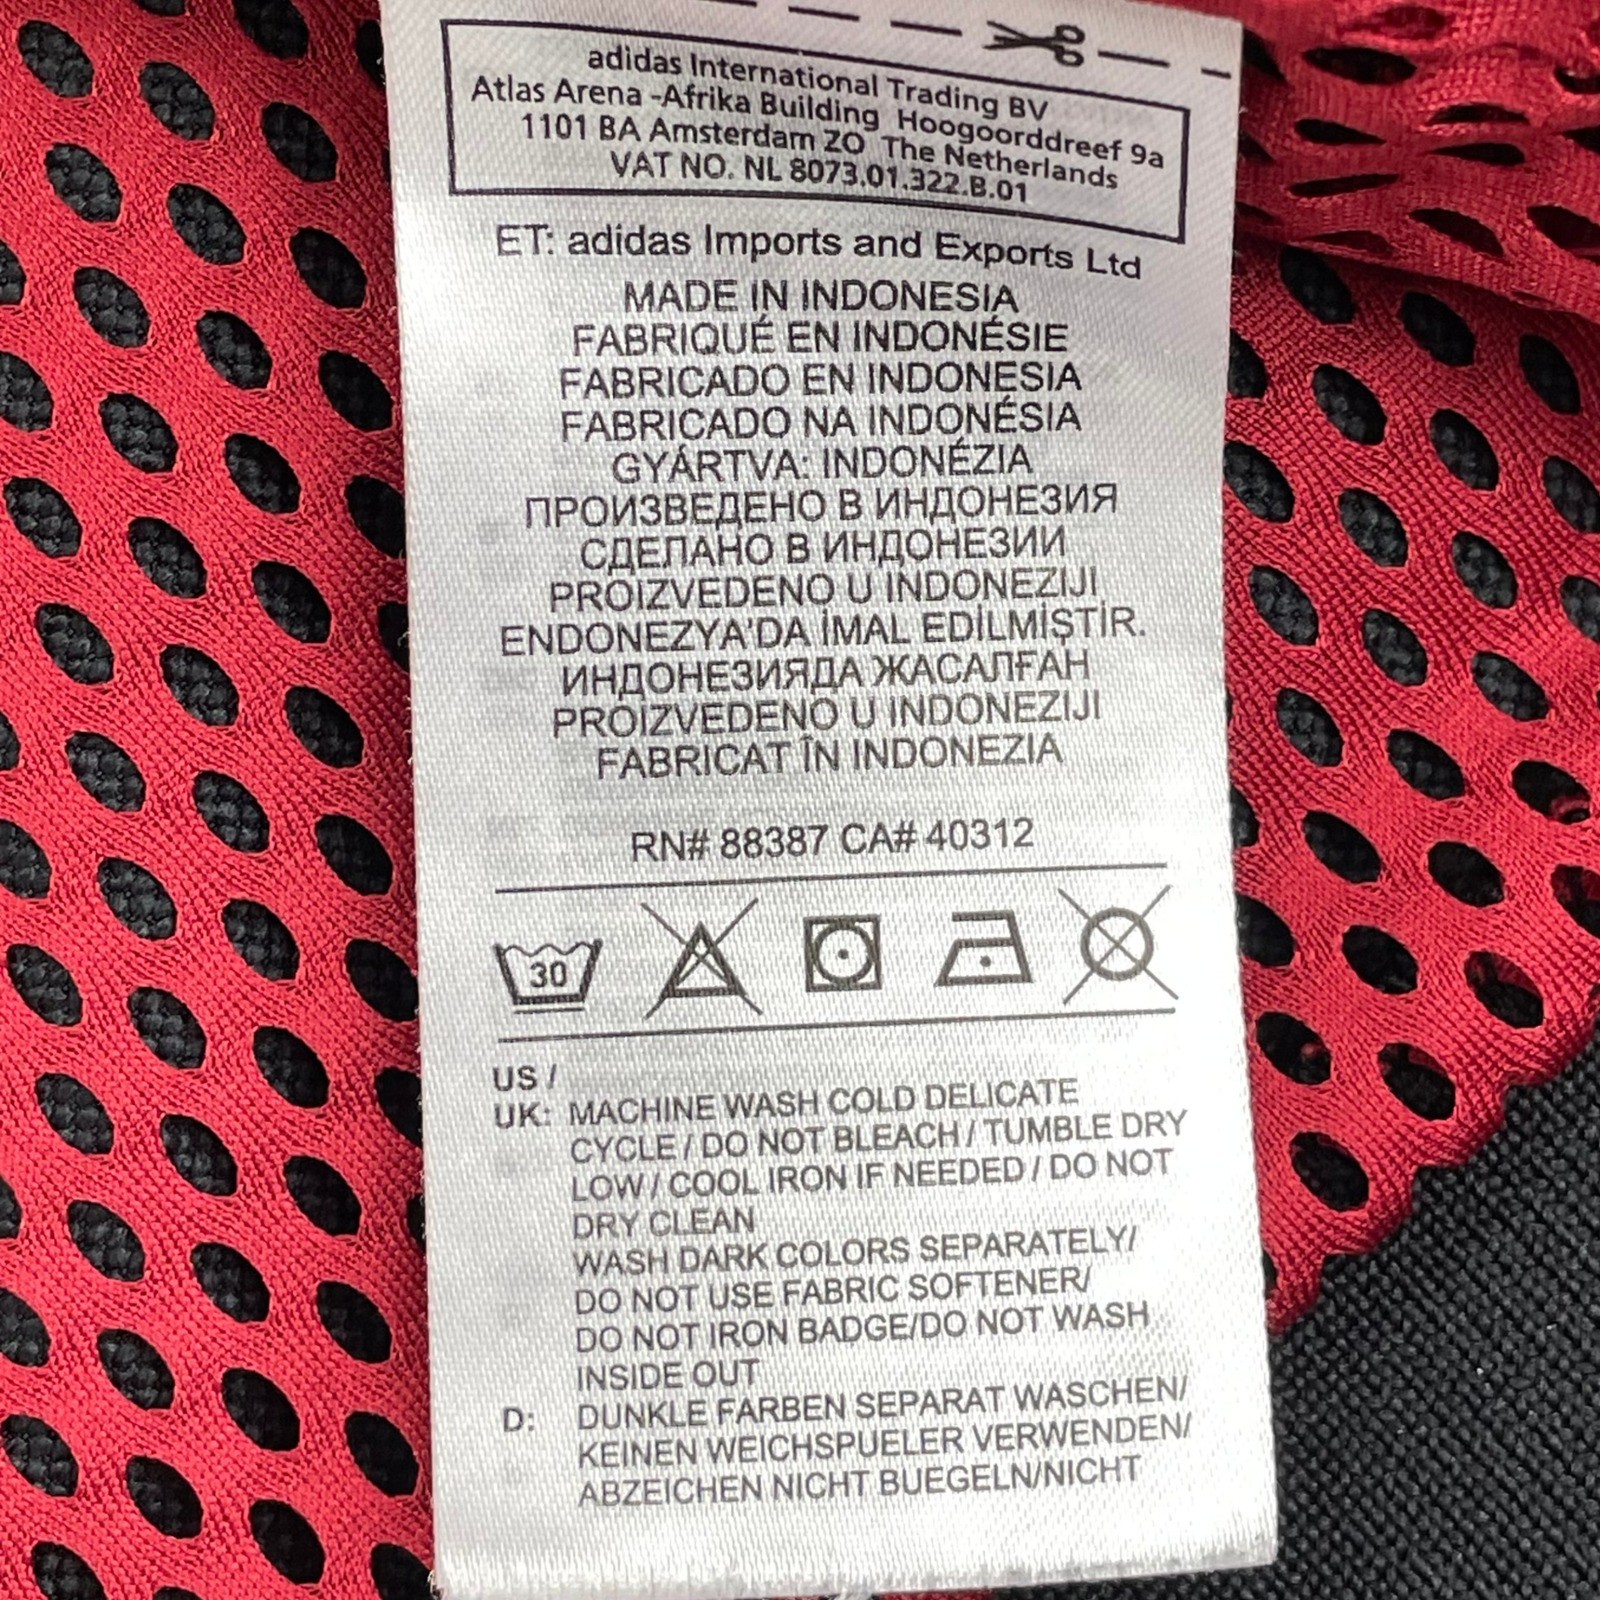 adidas International Trading BV
Atlas Arena -Afrika Building Hoogoorddreef 9a
1101 BA Amsterdam ZO The Netherlands
VAT NO. NL 8073.01.322.B.01
ET: adidas Imports and Exports Ltd
MADE IN INDONESIA
FABRIQUÉ EN INDONÉSIE
FABRICADO EN INDONESIA
FABRICADO NA INDONÉSIA
GYÁRTVA: INDONÉZIA
ПРОИЗВЕДЕНО В ИНДОНЕЗИЯ
СДЕЛАНО В ИНДОНЕЗИИ
PROIZVEDENO U INDONEZIJI
ENDONEZYA'DA İMAL EDİLMİŞTİR.
ИНДОНЕЗИЯДА ЖАСАЛҒАН
PROIZVEDENO U INDONEZIJI
FABRICAT ÎN INDONEZIA
RN# 88387 CA# 40312
30
US /
UK: MACHINE WASH COLD DELICATE
CYCLE / DO NOT BLEACH / TUMBLE DRY
LOW / COOL IRON IF NEEDED / DO NOT
DRY CLEAN
WASH DARK COLORS SEPARATELY/
DO NOT USE FABRIC SOFTENER/
DO NOT IRON BADGE/DO NOT WASH
INSIDE OUT
D: DUNKLE FARBEN SEPARAT WASCHEN/
KEINEN WEICHSPUELER VERWENDEN/
ABZEICHEN NICHT BUEGELN/NICHT